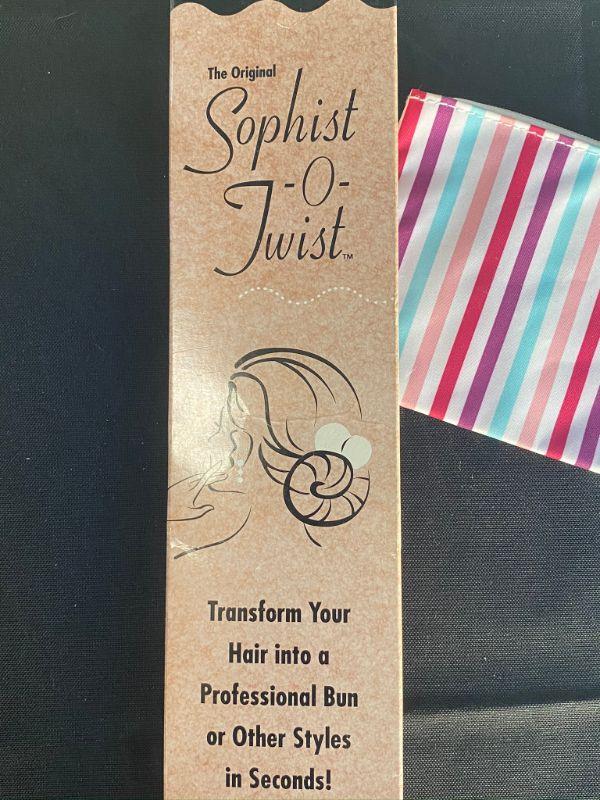 The Original
Sophist
-O-
Twist™
Transform Your
Hair into a
Professional Bun
or Other Styles
in Seconds!